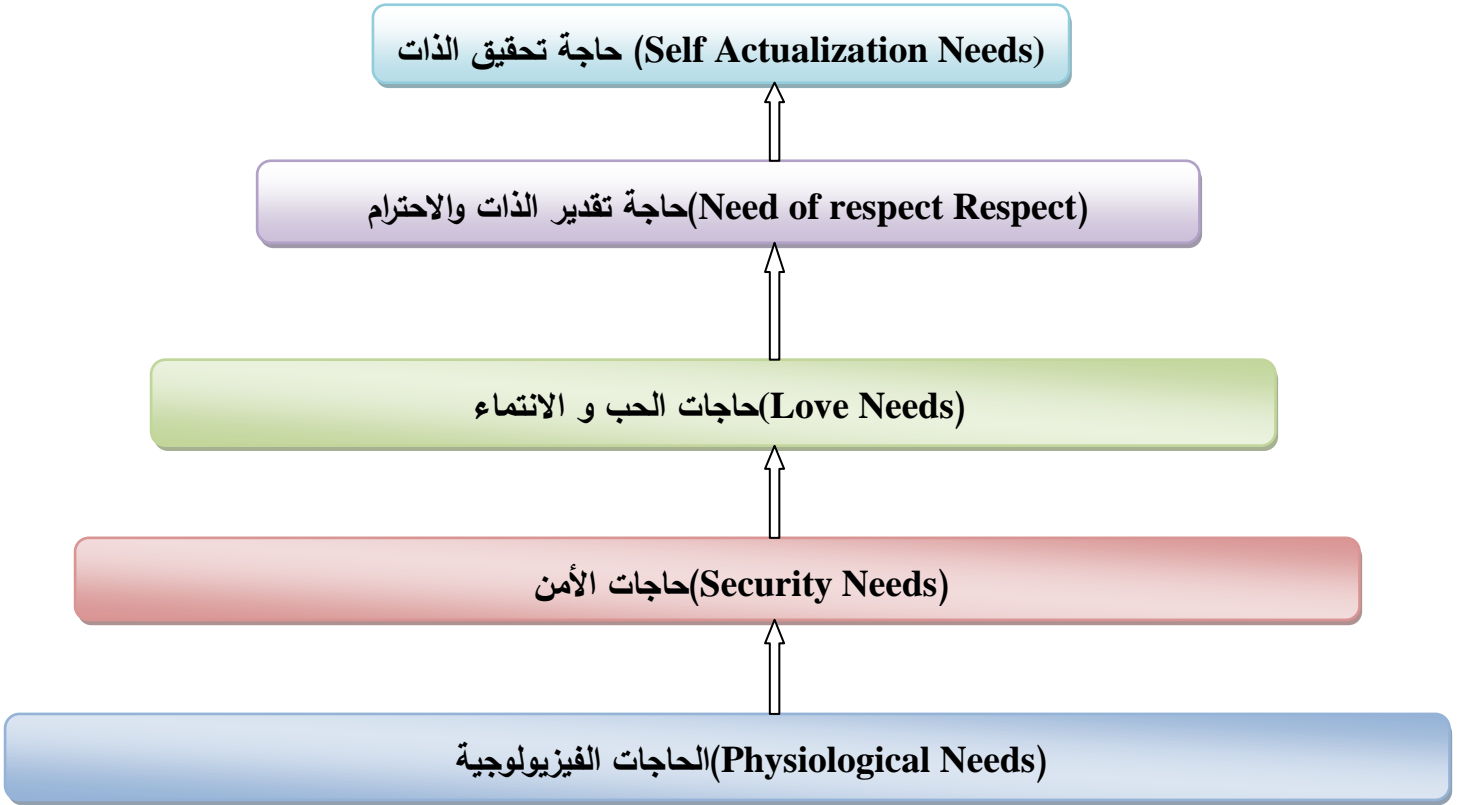 حاجة تحقيق الذات (Self Actualization Needs)
حاجة تقدير الذات والاحترام(Need of respect Respect)
حاجات الحب و الانتماء(Love Needs)
حاجات الأمن(Security Needs)
الحاجات الفيزيولوجية(Physiological Needs)